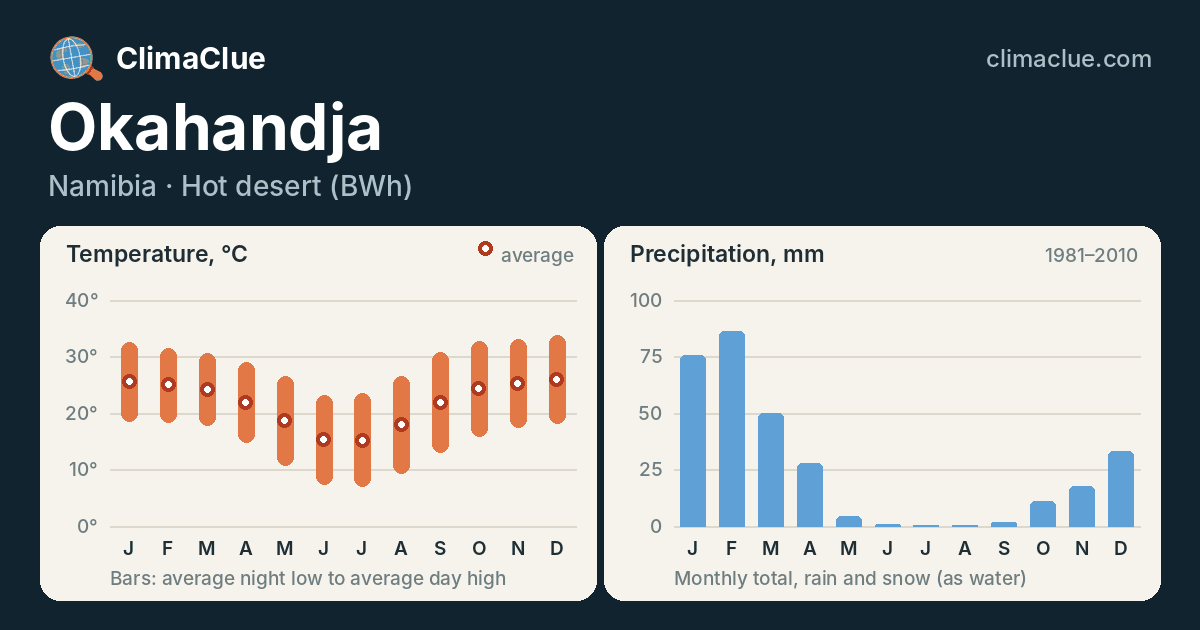 ClimaClue
climaclue.com
Okahandja
Namibia · Hot desert (BWh)
Temperature, °C
average
40°
30°
20°
10°
0°
J F M A M J J A S O N D
Bars: average night low to average day high
Precipitation, mm
1981–2010
100
75
50
25
0
J F M A M J J A S O N D
Monthly total, rain and snow (as water)